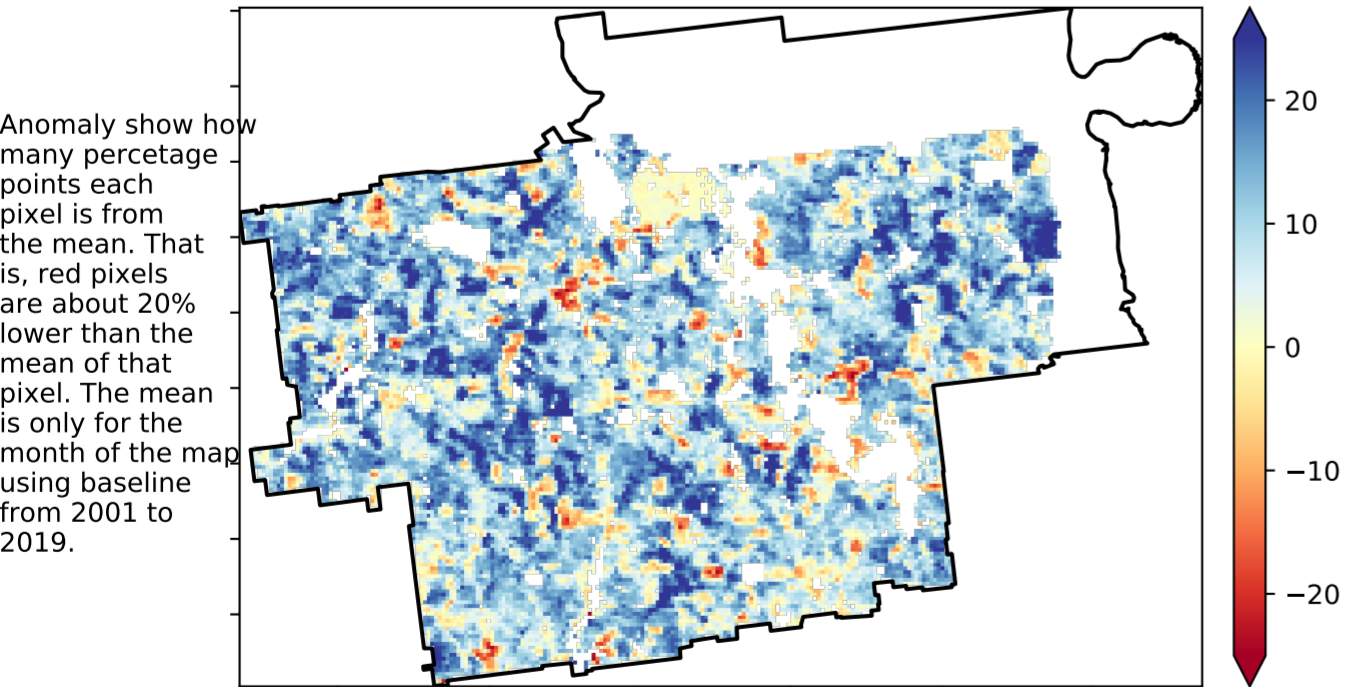 Anomaly show how
many percetage
points each
pixel is from
the mean. That
is, red pixels
are about 20%
lower than the
mean of that
pixel. The mean
is only for the
month of the map
using baseline
from 2001 to
2019.
20
10
0
−10
−20